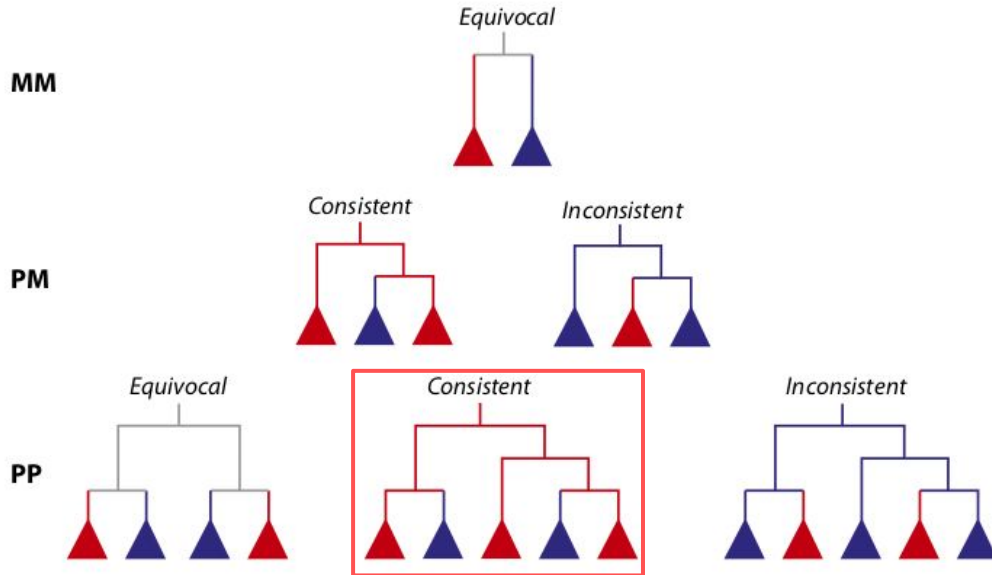 Equivocal
MM
Consistent Inconsistent
PM
Equivocal Consistent Inconsistent
PP